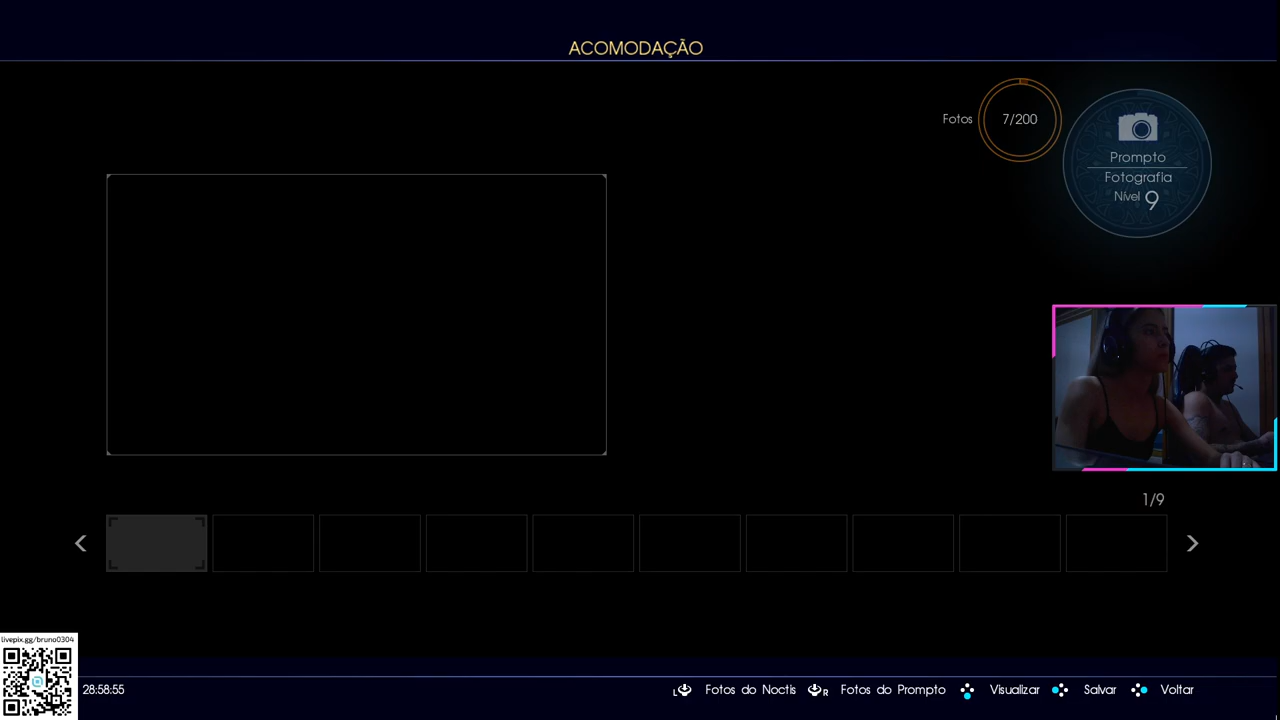 ACOMODAÇÃO
Fotos
7/200
Prompto
Fotografia
Nível 9
1/9
livepix.gg/bruno0304
28:58:55
L Fotos do Noctis R Fotos do Prompto Visualizar Salvar Voltar